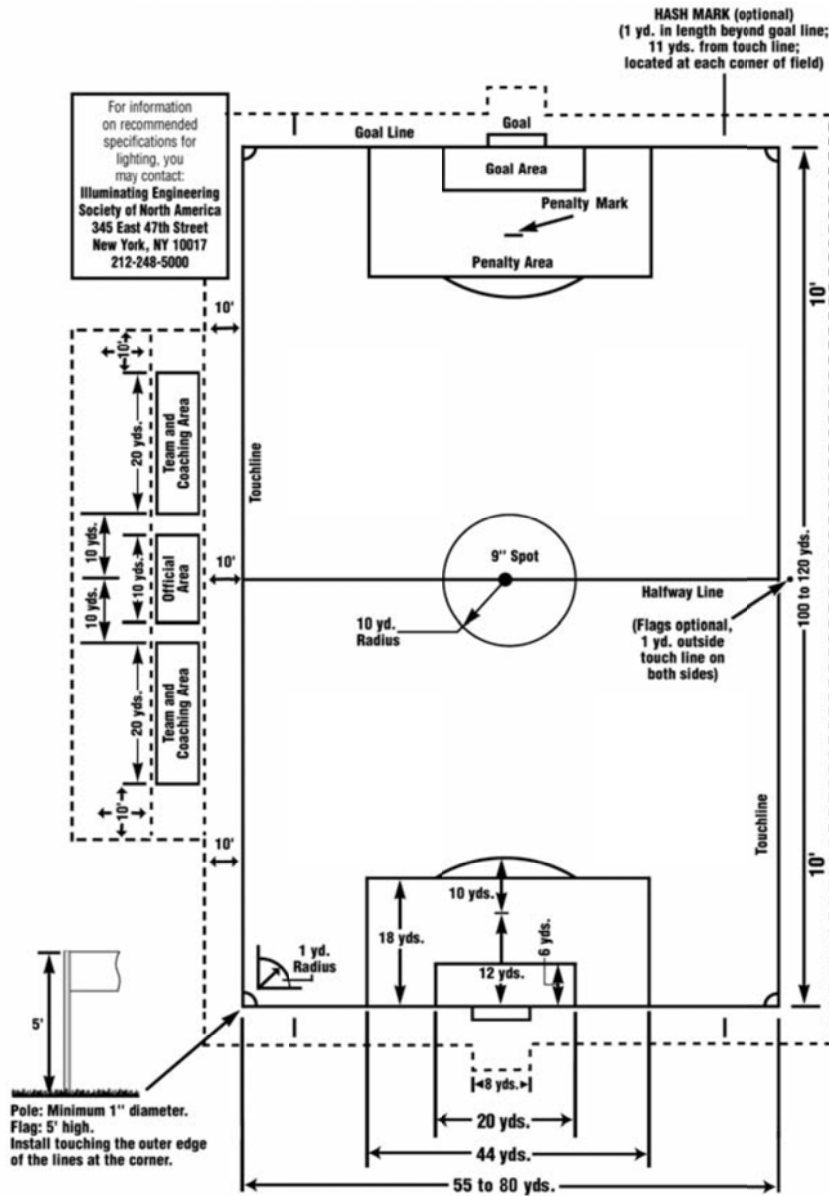 HASH MARK (optional)
(1 yd. in length beyond goal line;
11 yds. from touch line;
located at each corner of field)
For information
on recommended
specifications for
lighting, you
may contact:
Illuminating Engineering
Society of North America
345 East 47th Street
New York, NY 10017
212-248-5000
Goal Line
Goal
Goal Area
Penalty Mark
Penalty Area
10'
10'
10'
20 yds.
Team and
Coaching Area
Touchline
10 yds.
10 yds.
10 yds.
Official
Area
10'
9" Spot
Halfway Line
100 to 120 yds.
10 yd.
Radius
(Flags optional,
1 yd. outside
touch line on
both sides)
20 yds.
Team and
Coaching Area
10'
10'
Touchline
10'
10 yds.
18 yds.
12 yds.
6 yds.
1 yd.
Radius
5'
8 yds.
Pole: Minimum 1" diameter.
Flag: 5' high.
Install touching the outer edge
of the lines at the corner.
20 yds.
44 yds.
55 to 80 yds.